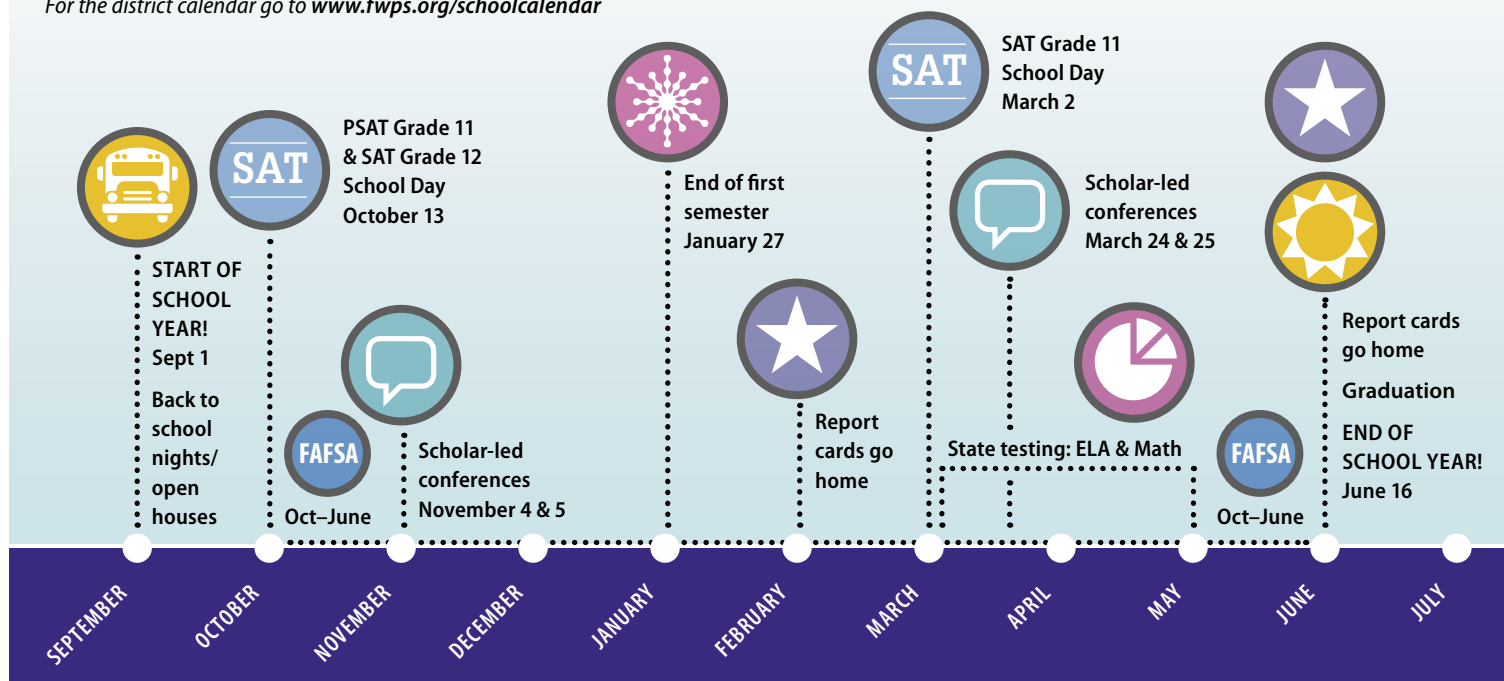 For the district calendar go to www.fwps.org/schoolcalendar
START OF
SCHOOL
YEAR!
Sept 1
Back to
school
nights/
open
houses
SAT
PSAT Grade 11
& SAT Grade 12
School Day
October 13
FAFSA
Oct–June
Scholar-led
conferences
November 4 & 5
End of first
semester
January 27
Report
cards go
home
SAT
SAT Grade 11
School Day
March 2
Scholar-led
conferences
March 24 & 25
State testing: ELA & Math
FAFSA
Oct–June
Report cards
go home
Graduation
END OF
SCHOOL YEAR!
June 16
SEPTEMBER
OCTOBER
NOVEMBER
DECEMBER
JANUARY
FEBRUARY
MARCH
APRIL
MAY
JUNE
JULY